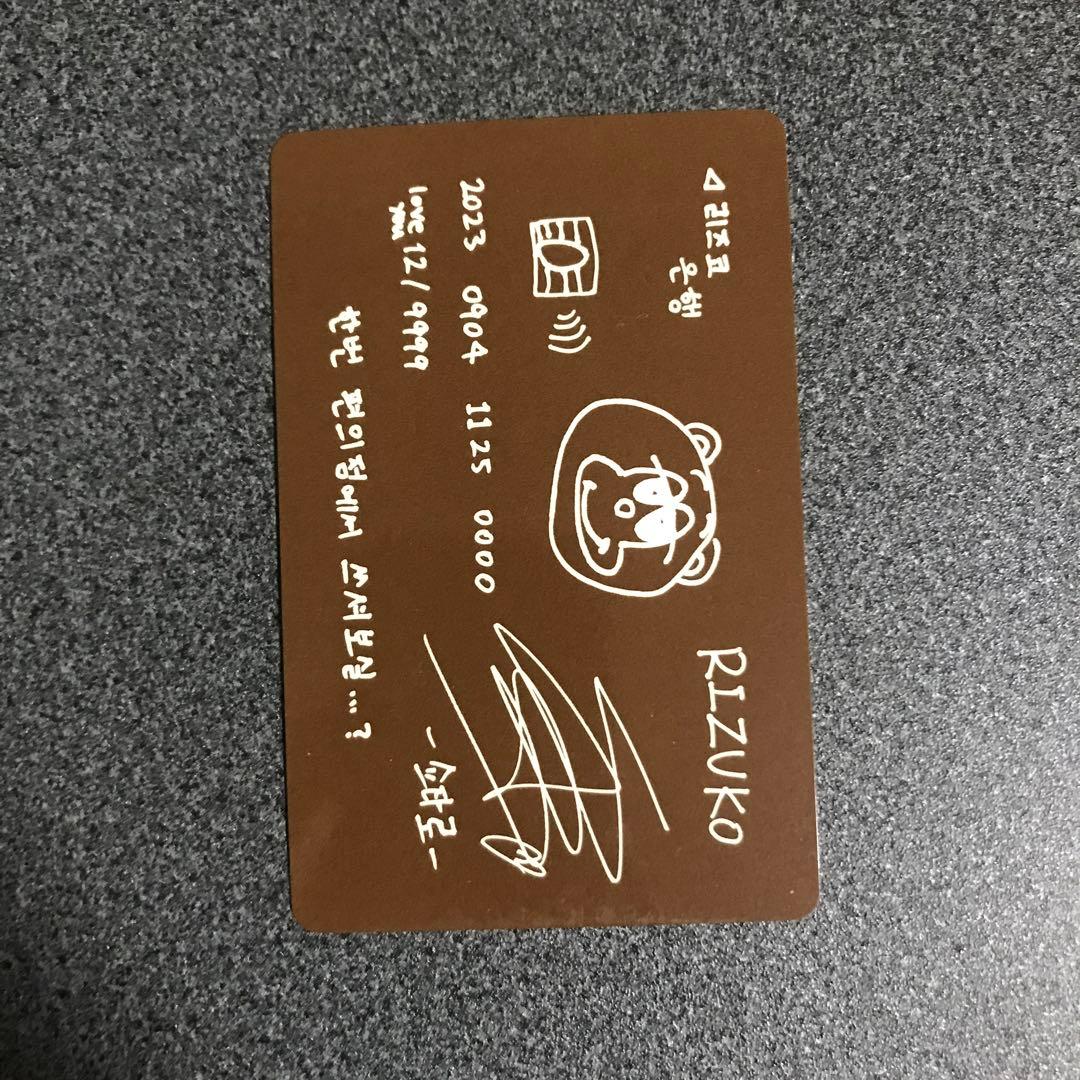 ◁ 리즈코 은행
RIZUKO
2023 0904 1125 0000
love you 12/9999
-쇼타로-
한번 편의점에서 쓰셔보실...?